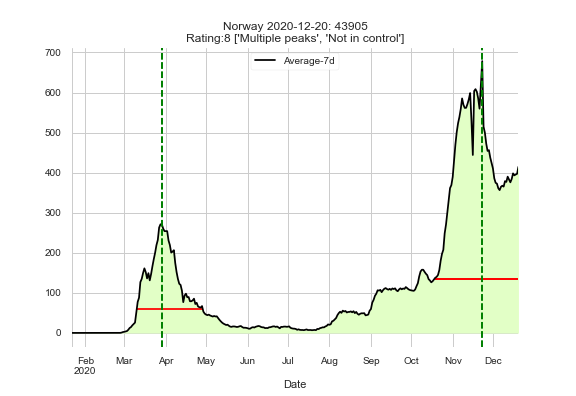 Norway 2020-12-20: 43905
Rating:8 ['Multiple peaks', 'Not in control']
Average-7d
700
600
500
400
300
200
100
0
Feb Mar Apr May Jun Jul Aug Sep Oct Nov Dec
2020
Date